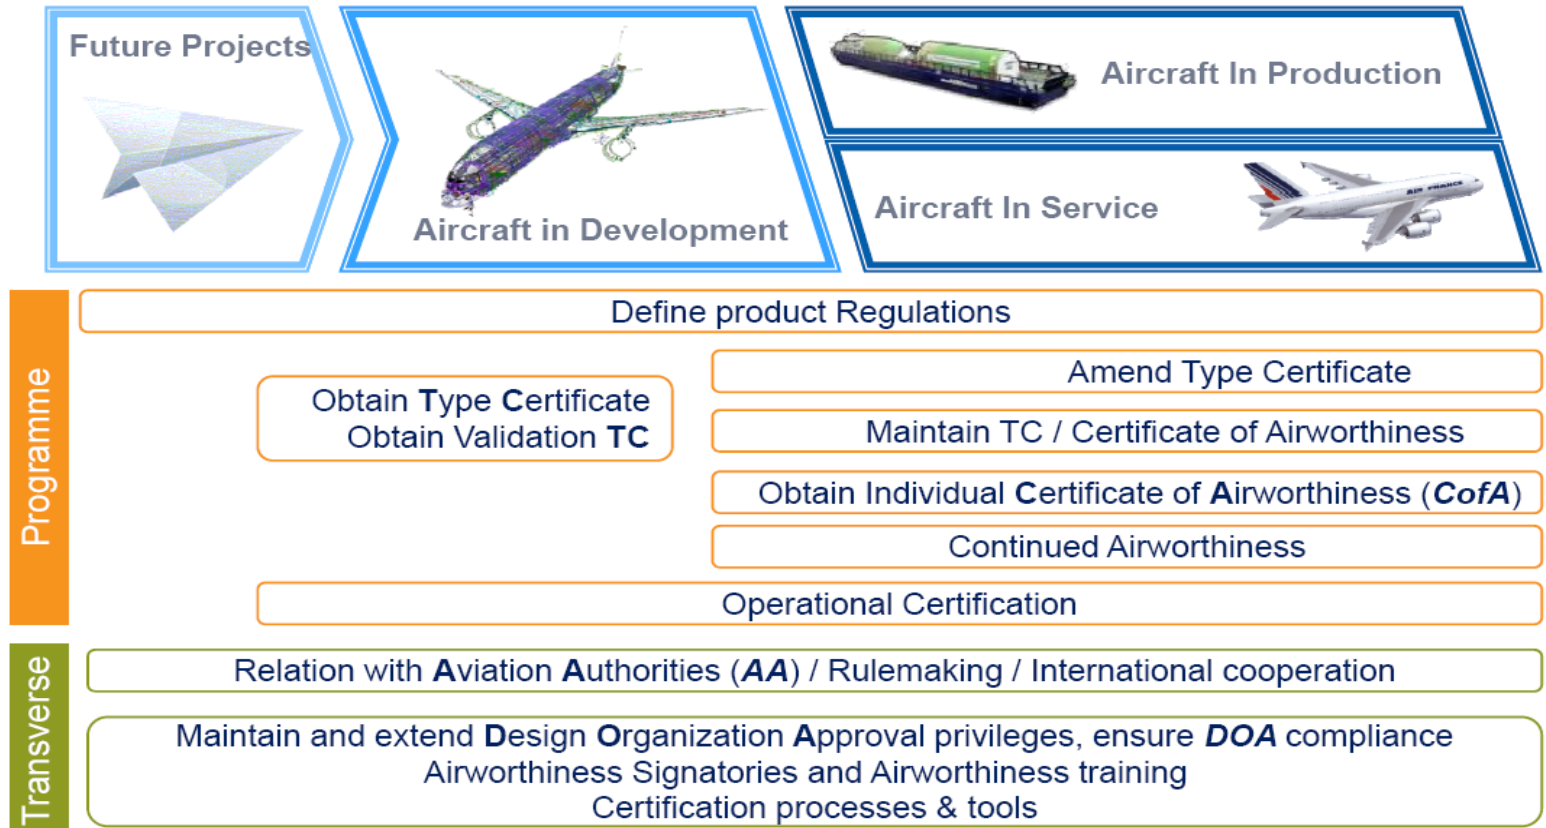 Future Projects
Aircraft in Development
Aircraft In Production
Aircraft In Service
AIR FRANCE
Programme
Define product Regulations
Obtain Type Certificate
Obtain Validation TC
Amend Type Certificate
Maintain TC / Certificate of Airworthiness
Obtain Individual Certificate of Airworthiness (CofA)
Continued Airworthiness
Operational Certification
Transverse
Relation with Aviation Authorities (AA) / Rulemaking / International cooperation
Maintain and extend Design Organization Approval privileges, ensure DOA compliance
Airworthiness Signatories and Airworthiness training
Certification processes & tools